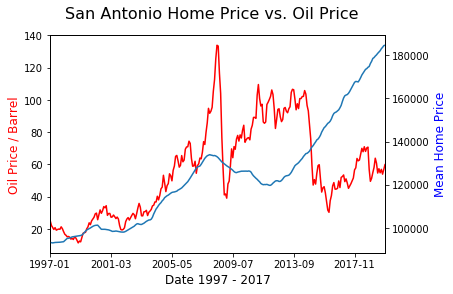 San Antonio Home Price vs. Oil Price
140
120
100
80
60
40
20
Oil Price / Barrel
180000
160000
140000
120000
100000
Mean Home Price
1997-01 2001-03 2005-05 2009-07 2013-09 2017-11
Date 1997 - 2017